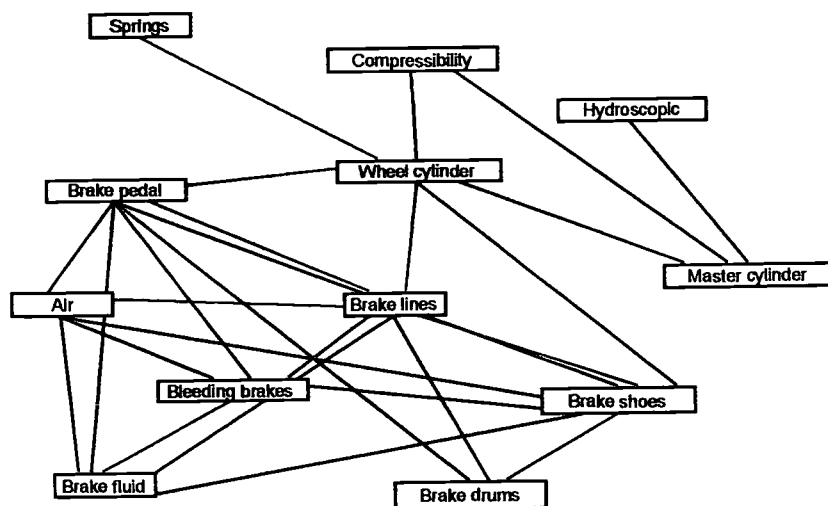 Springs
Compressibility
Hydroscopic
Wheel cylinder
Brake pedal
Master cylinder
Air
Brake lines
Bleeding brakes
Brake shoes
Brake fluid
Brake drums